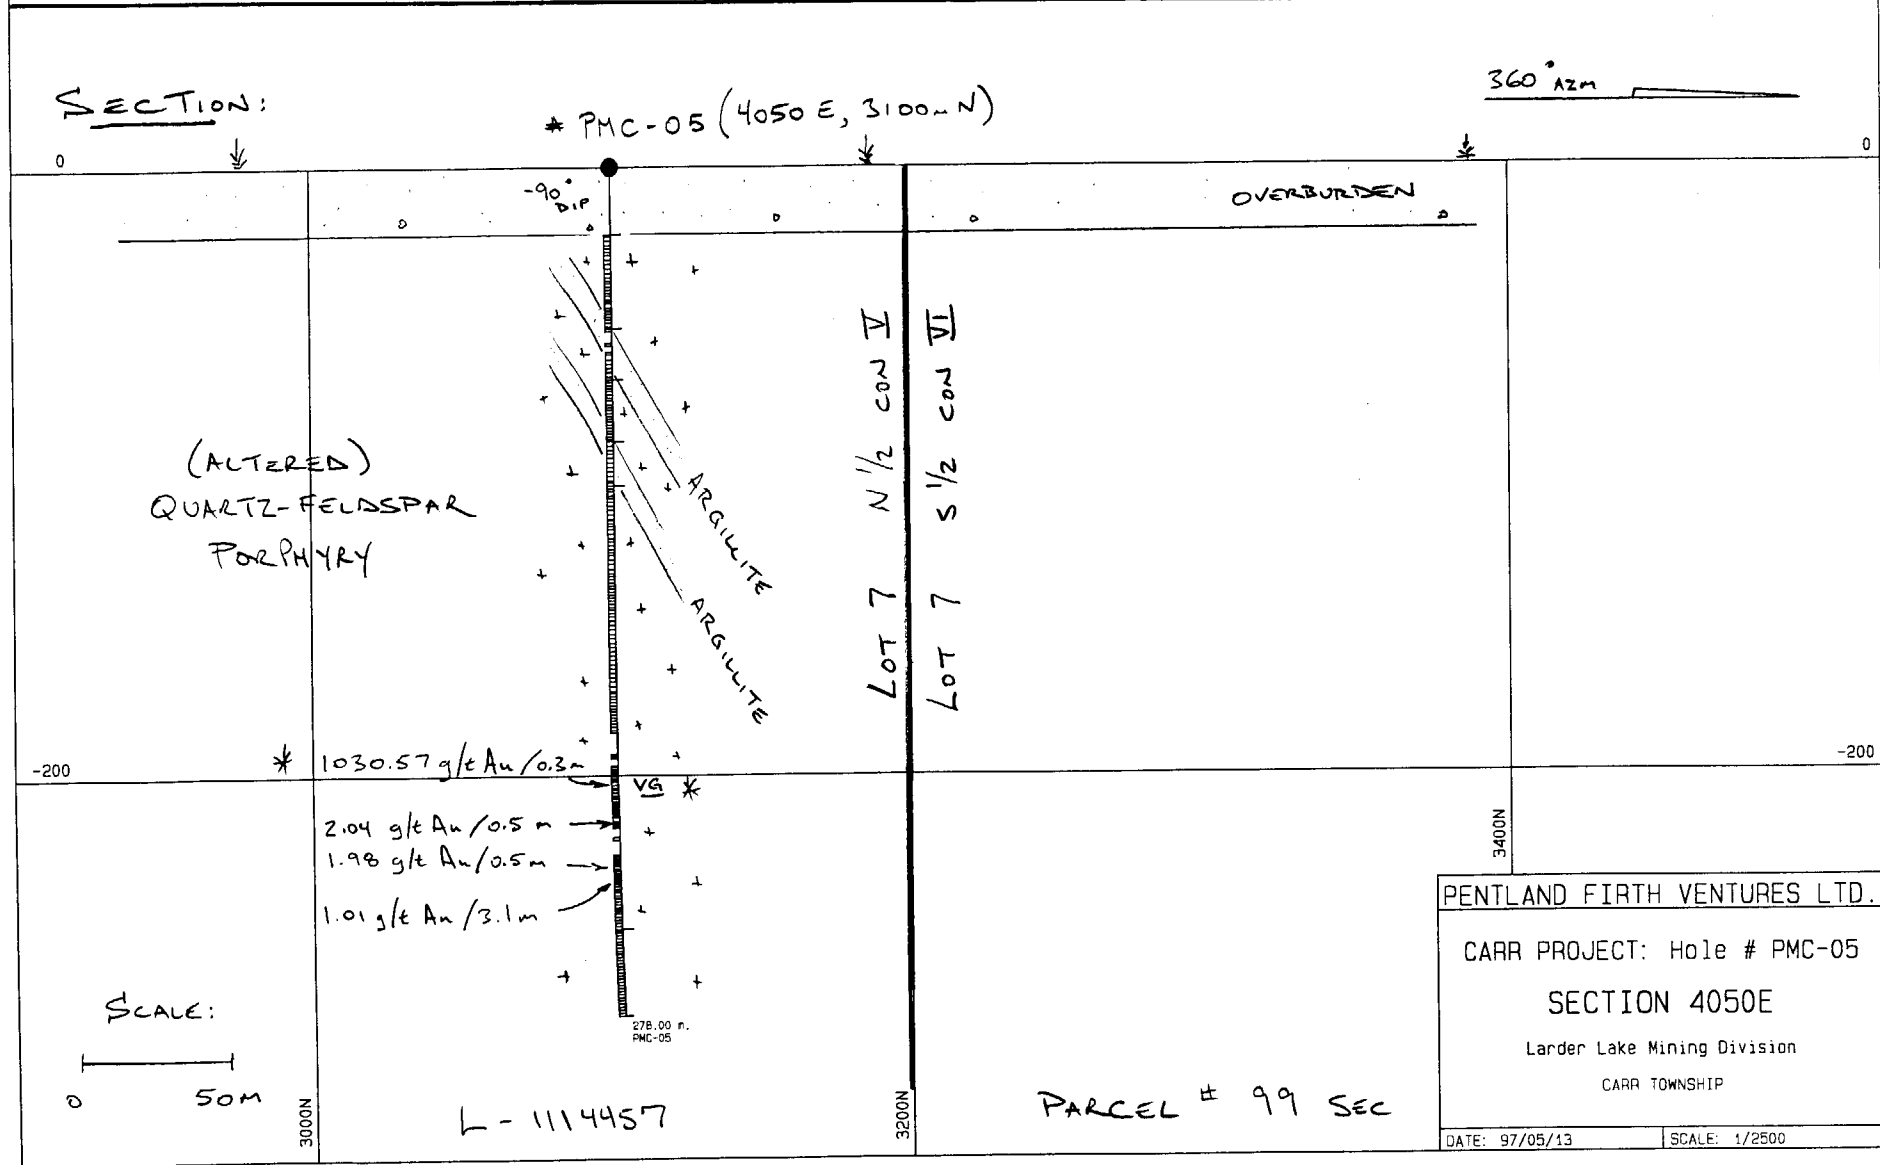 SECTION:
* PMC-05 (4050 E, 3100m N)
360° AZM
0
0
-90°
DIP
OVERBURDEN
LOT 7 N 1/2 CON V
LOT 7 S 1/2 CON VI
(ALTERED)
QUARTZ-FELDSPAR
PORPHYRY
ARGILLITE
ARGILLITE
-200
* 1030.57 g/t Au/0.3m
VG *
-200
2.04 g/t Au/0.5 m
1.98 g/t Au/0.5m
1.01 g/t Au/3.1m
3400N
278.00 m.
PMC-05
SCALE:
0 50M
3000N
L-1114457
3200N
PARCEL # 99 SEC
PENTLAND FIRTH VENTURES LTD.
CARR PROJECT: Hole # PMC-05
SECTION 4050E
Larder Lake Mining Division
CARR TOWNSHIP
DATE: 97/05/13 SCALE: 1/2500